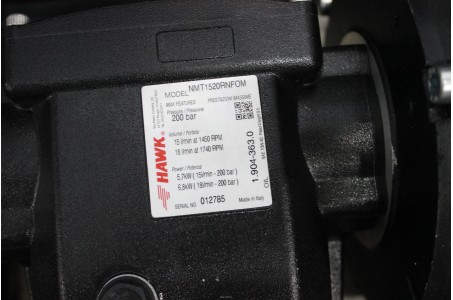 MODEL NMT1520RNFOM
MAX FEATURES PRESTAZIONI MASSIME
Pressure / Pressione
200 bar
Volume / Portata
15 l/min at 1450 RPM
18 l/min at 1740 RPM
Power / Potenza
5,7kW ( 15l/min - 200 bar )
6,8kW ( 18l/min - 200 bar )
SERIAL NO 012785
Made in Italy
HAWK
1.904-363.0
OIL